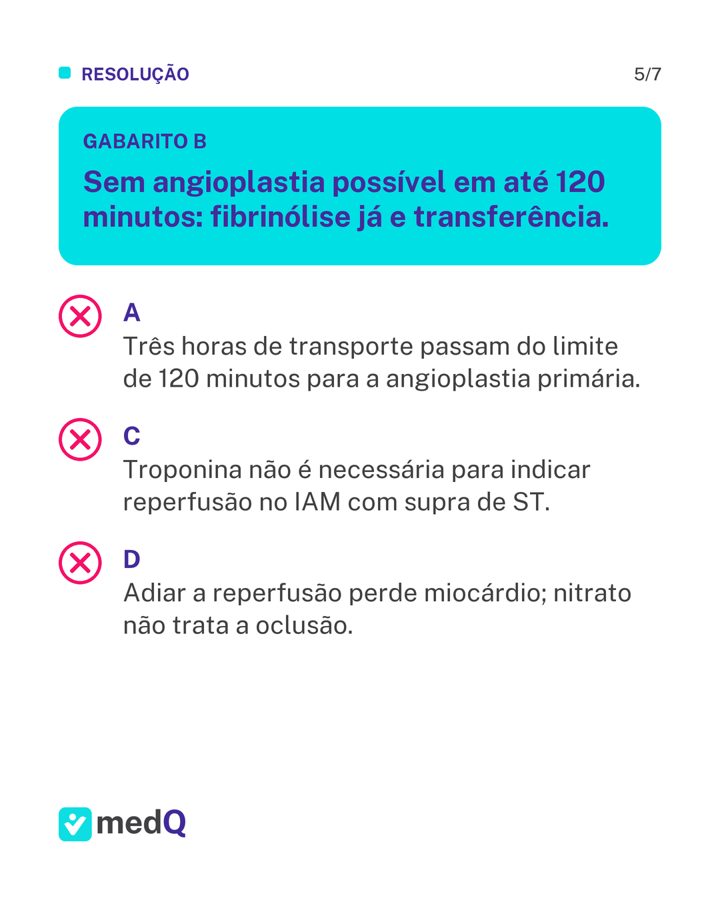 RESOLUÇÃO
5/7
GABARITO B
Sem angioplastia possível em até 120
minutos: fibrinólise já e transferência.
A
Três horas de transporte passam do limite
de 120 minutos para a angioplastia primária.
C
Troponina não é necessária para indicar
reperfusão no IAM com supra de ST.
D
Adiar a reperfusão perde miocárdio; nitrato
não trata a oclusão.
medQ